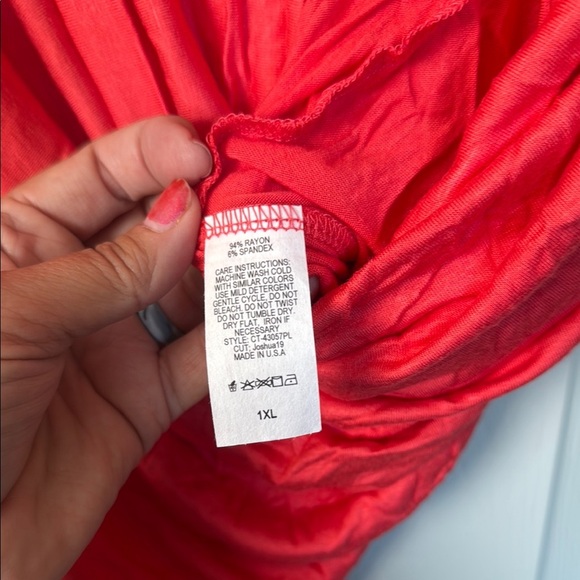 94% RAYON
6% SPANDEX
CARE INSTRUCTIONS:
MACHINE WASH COLD
WITH SIMILAR COLORS
USE MILD DETERGENT
GENTLE CYCLE, DO NOT
BLEACH. DO NOT TWIST
DO NOT TUMBLE DRY.
DRY FLAT, IRON IF
NECESSARY
STYLE: CT-43057PL
CUT; Joshua19
MADE IN U.S.A
1XL